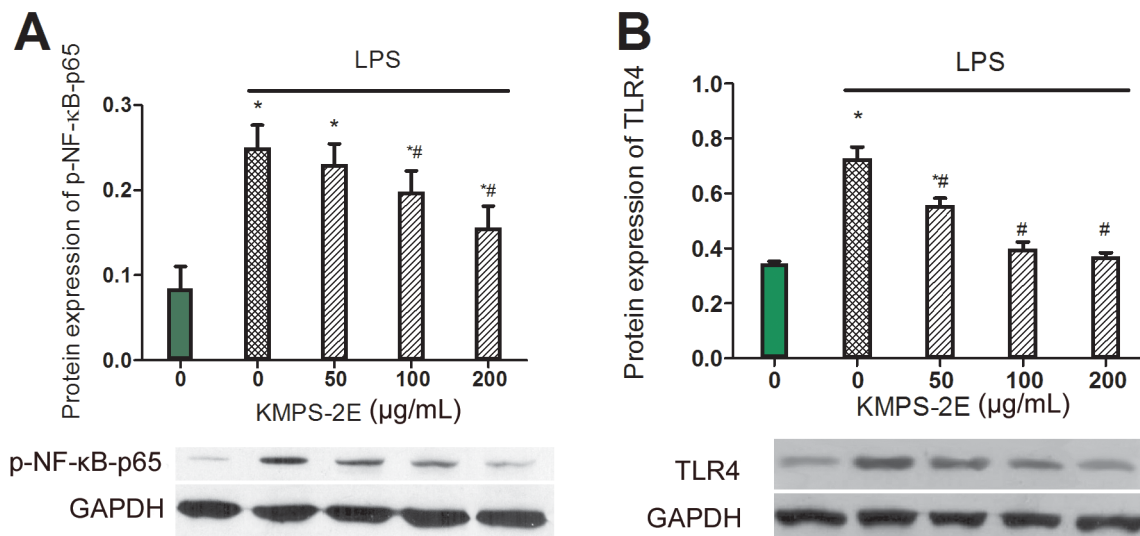 A
Protein expression of p-NF-κB-p65
LPS
0.3
0.2
0.1
0.0
*
*
*#
*#
0
0
50
100
200
KMPS-2E (μg/mL)
p-NF-κB-p65
GAPDH
B
Protein expression of TLR4
LPS
1.0
0.8
0.6
0.4
0.2
0.0
*
*#
#
#
0
0
50
100
200
KMPS-2E (μg/mL)
TLR4
GAPDH